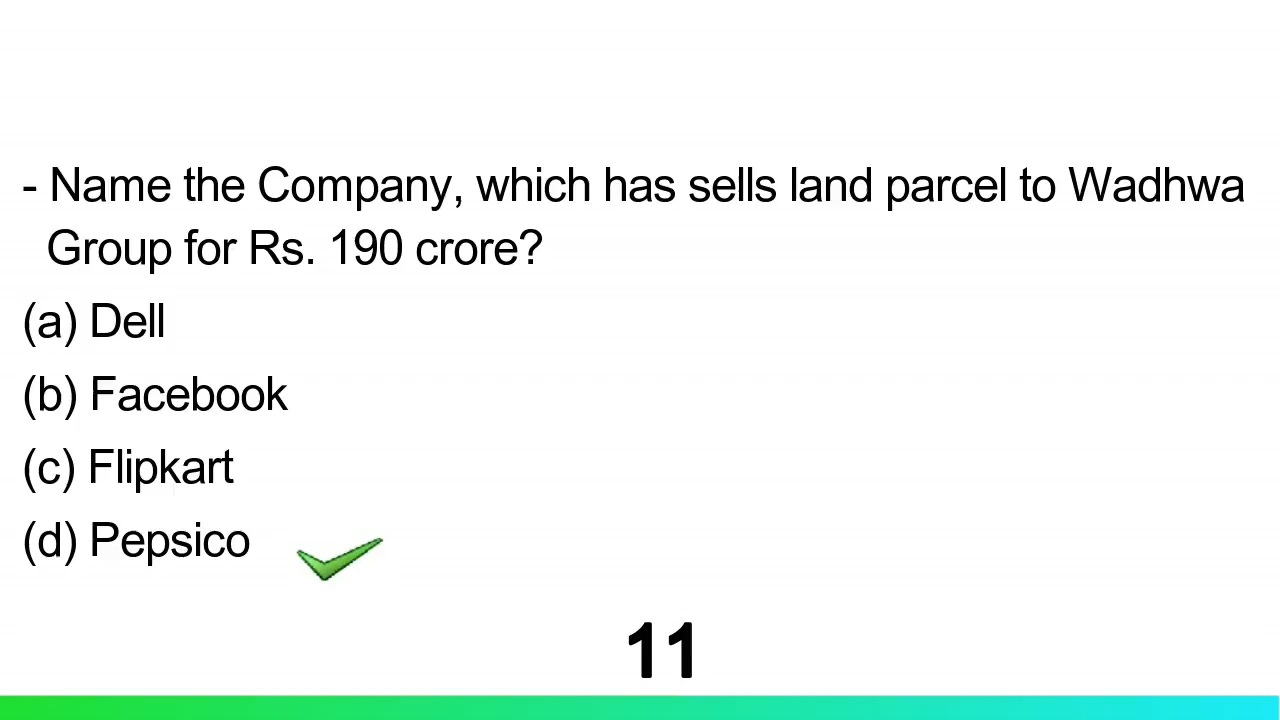 - Name the Company, which has sells land parcel to Wadhwa
Group for Rs. 190 crore?
(a) Dell
(b) Facebook
(c) Flipkart
(d) Pepsico
11